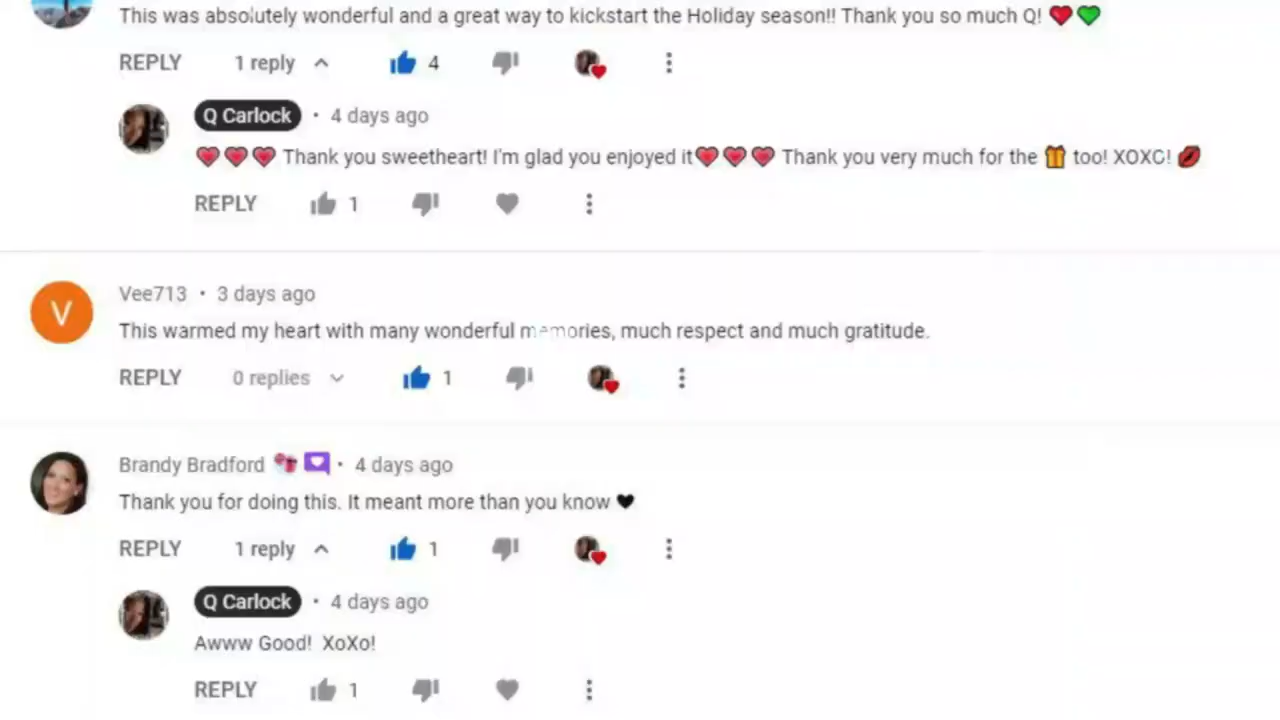 This was absolutely wonderful and a great way to kickstart the Holiday season!! Thank you so much Q! ❤️💚
REPLY 1 reply 4
Q Carlock • 4 days ago
💗💗💗 Thank you sweetheart! I'm glad you enjoyed it💗💗💗 Thank you very much for the 🎁 too! XOXO! 💋
REPLY 1
V
Vee713 • 3 days ago
This warmed my heart with many wonderful memories, much respect and much gratitude.
REPLY 0 replies 1
Brandy Bradford • 4 days ago
Thank you for doing this. It meant more than you know 🖤
REPLY 1 reply 1
Q Carlock • 4 days ago
Awww Good! XoXo!
REPLY 1